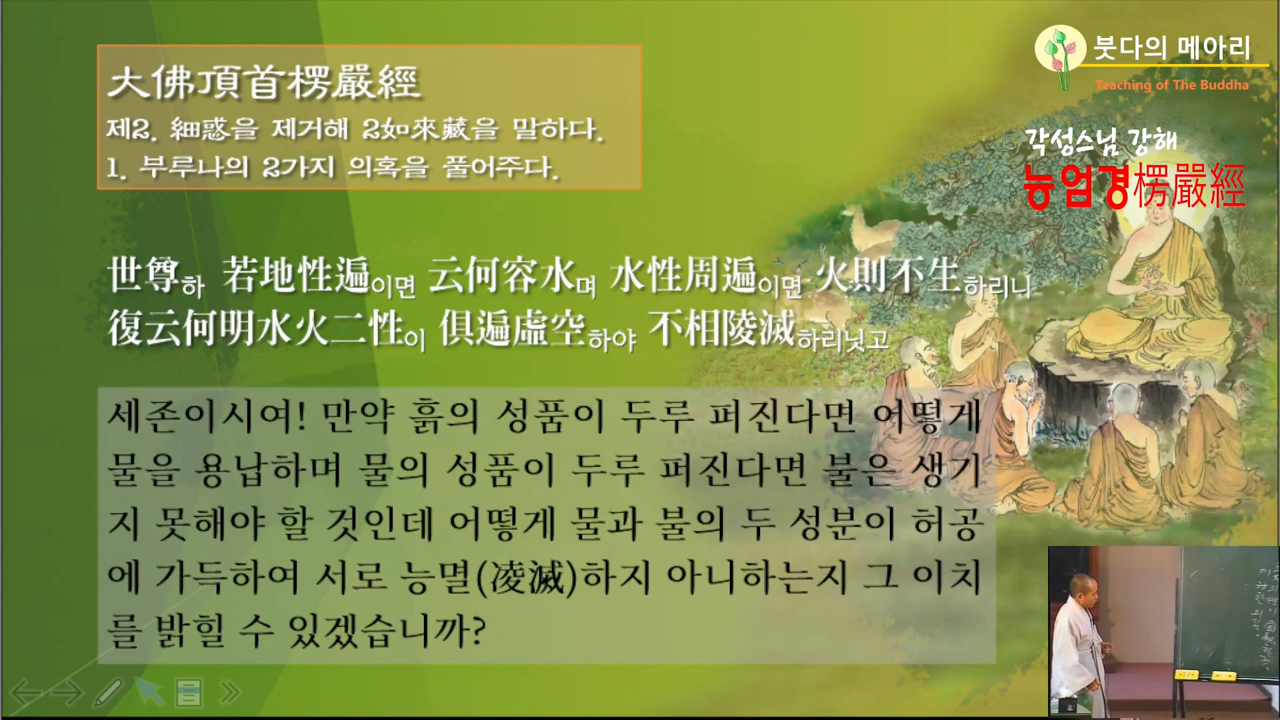 大佛頂首楞嚴經
제2. 細惑을 제거해 2如來藏을 말하다.
1. 부루나의 2가지 의혹을 풀어주다.
붓다의 메아리
Teaching of The Buddha
각성스님 강해
능엄경楞嚴經
世尊하 若地性遍이면 云何容水며 水性周遍이면 火則不生하리니
復云何明水火二性이 俱遍虛空하야 不相陵滅하리닛고
세존이시여! 만약 흙의 성품이 두루 퍼진다면 어떻게
물을 용납하며 물의 성품이 두루 퍼진다면 불은 생기
지 못해야 할 것인데 어떻게 물과 불의 두 성분이 허공
에 가득하여 서로 능멸(凌滅)하지 아니하는지 그 이치
를 밝힐 수 있겠습니까?